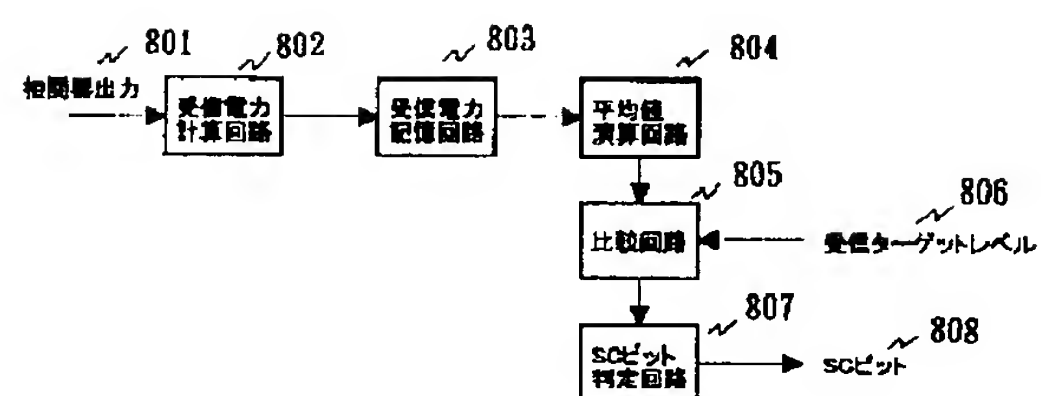 801
802
803
804
相関器出力
受信電力
計算回路
受信電力
記憶回路
平均値
演算回路
805
806
比較回路
受信ターゲットレベル
807
808
SCビット
判定回路
SCビット